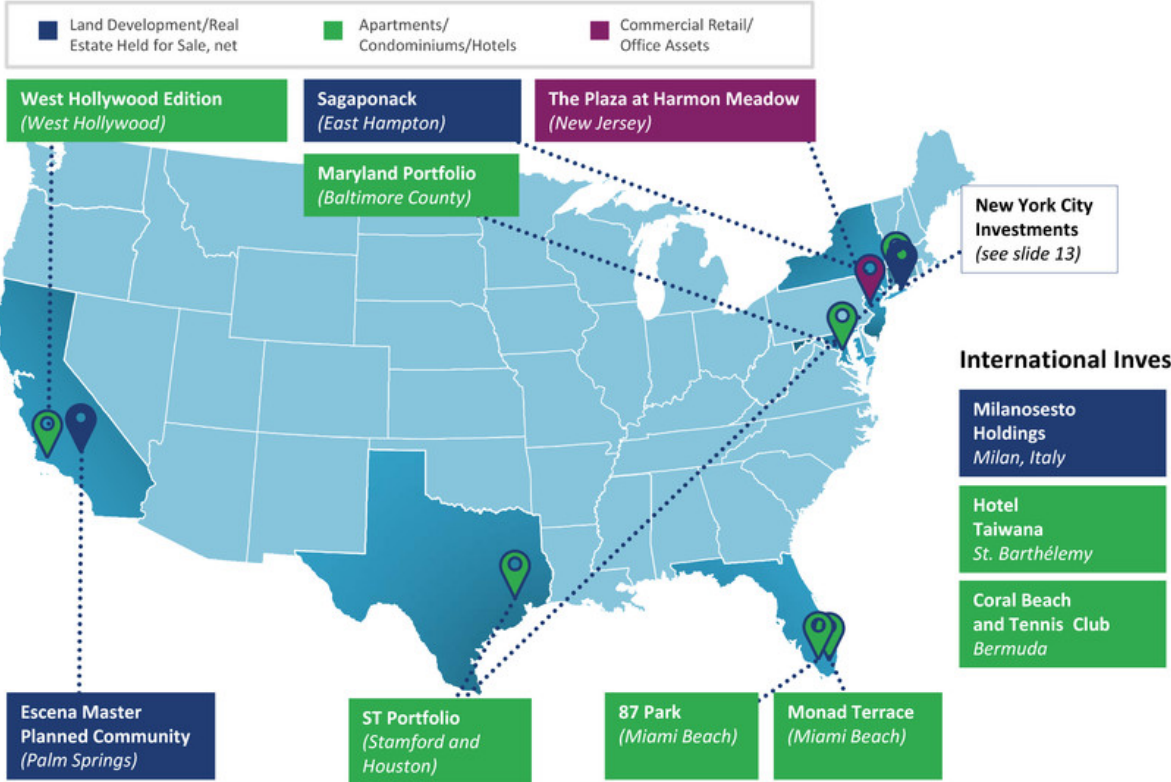 Land Development/Real
Estate Held for Sale, net
Apartments/
Condominiums/Hotels
Commercial Retail/
Office Assets
West Hollywood Edition
(West Hollywood)
Sagaponack
(East Hampton)
The Plaza at Harmon Meadow
(New Jersey)
Maryland Portfolio
(Baltimore County)
New York City
Investments
(see slide 13)
International Inves
Milanosesto
Holdings
Milan, Italy
Hotel
Taiwana
St. Barthélemy
Coral Beach
and Tennis Club
Bermuda
Escena Master
Planned Community
(Palm Springs)
ST Portfolio
(Stamford and
Houston)
87 Park
(Miami Beach)
Monad Terrace
(Miami Beach)